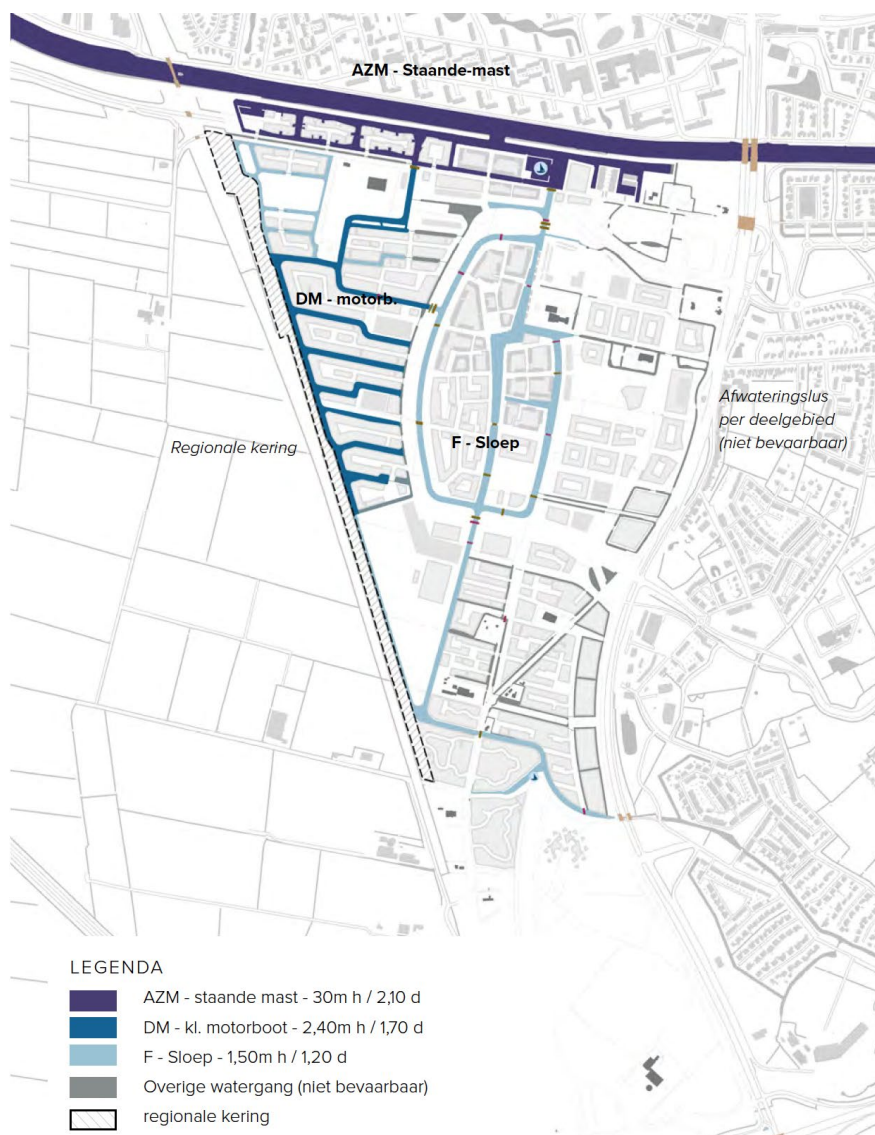 AZM - Staande-mast
DM - motorb.
Afwateringslus
per deelgebied
(niet bevaarbaar)
Regionale kering
F - Sloep
LEGENDA
AZM - staande mast - 30m h / 2,10 d
DM - kl. motorboot - 2,40m h / 1,70 d
F - Sloep - 1,50m h / 1,20 d
Overige watergang (niet bevaarbaar)
regionale kering